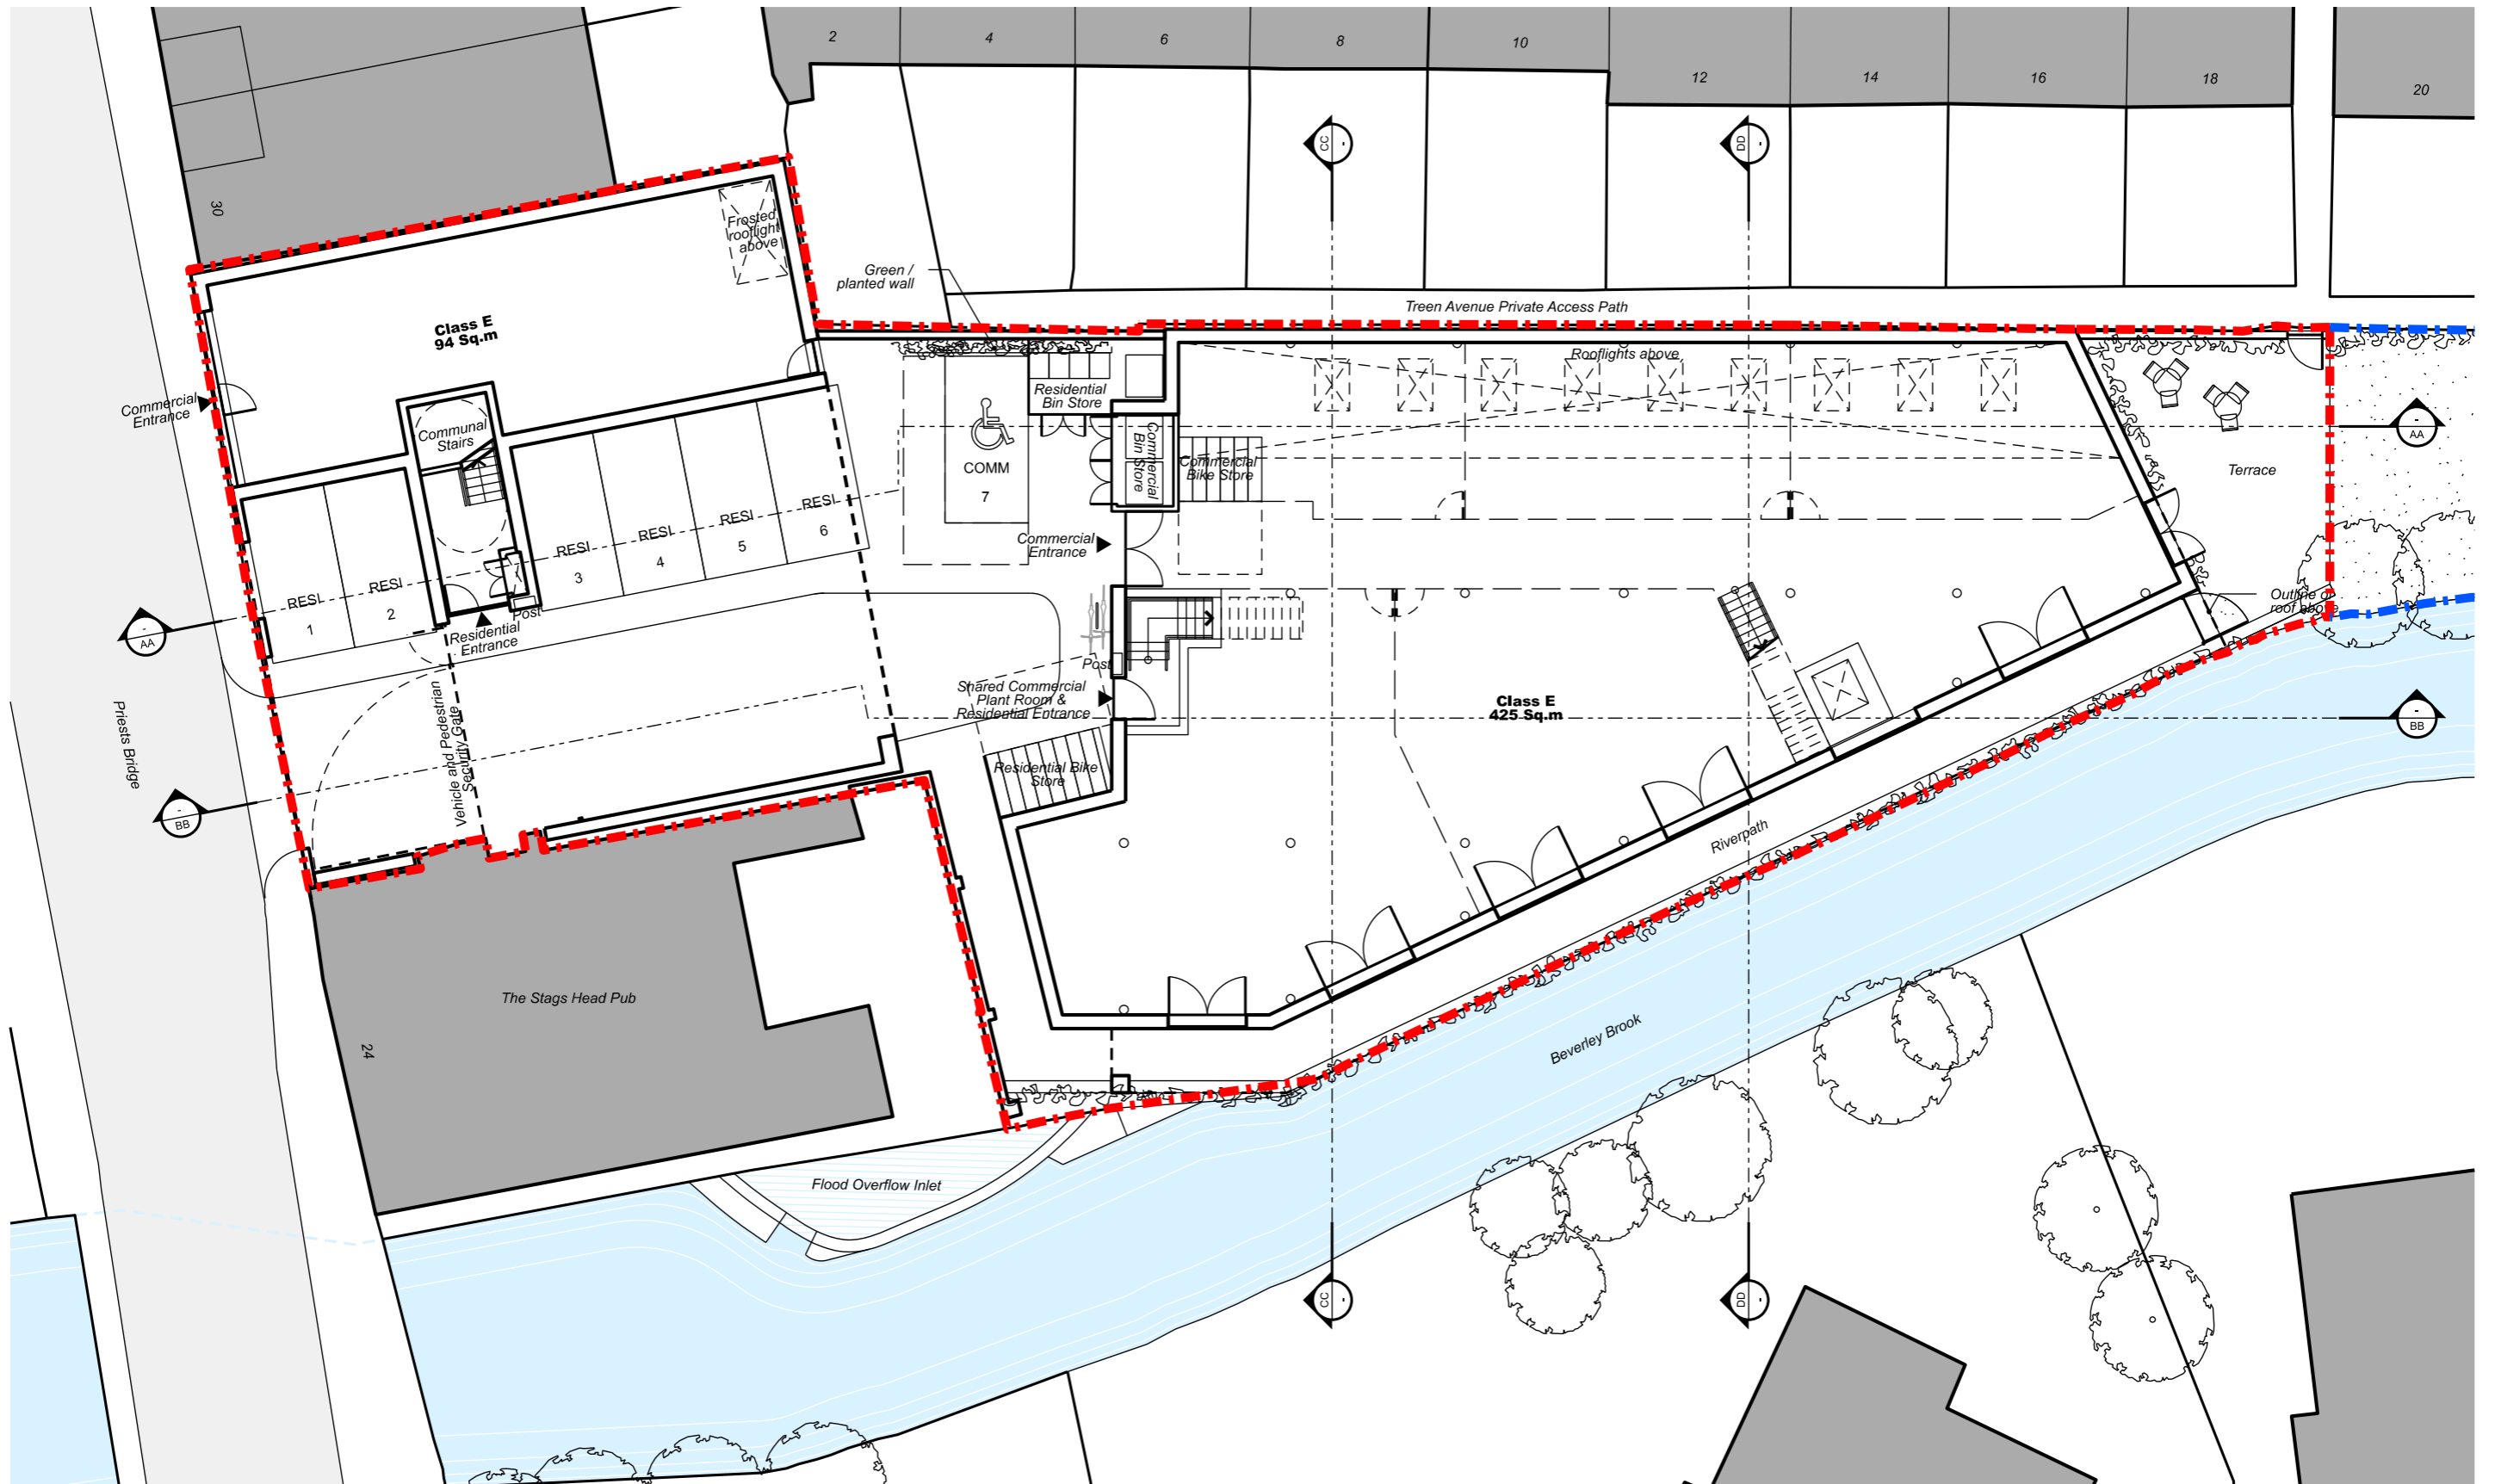 2
4
6
8
10
12
14
16
18
20
30
CC
-
DD
-
Frosted
rooflight
above
Green /
planted wall
Treen Avenue Private Access Path
Class E
94 Sq.m
Rooflights above
Commercial
Entrance
Communal
Stairs
Residential
Bin Store
Commercial
Bin Store
Commercial
Bike Store
COMM
7
-
AA
Terrace
RESI
1
RESI
2
RESI
3
RESI
4
RESI
5
RESI
6
Commercial
Entrance
Post
Residential
Entrance
-
AA
Outline of
roof above
Post
Shared Commercial
Plant Room &
Residential Entrance
Class E
425 Sq.m
-
BB
Priests Bridge
Vehicle and Pedestrian
Security Gate
Residential Bike
Store
-
BB
Riverpath
The Stags Head Pub
24
Beverley Brook
Flood Overflow Inlet
CC
-
DD
-